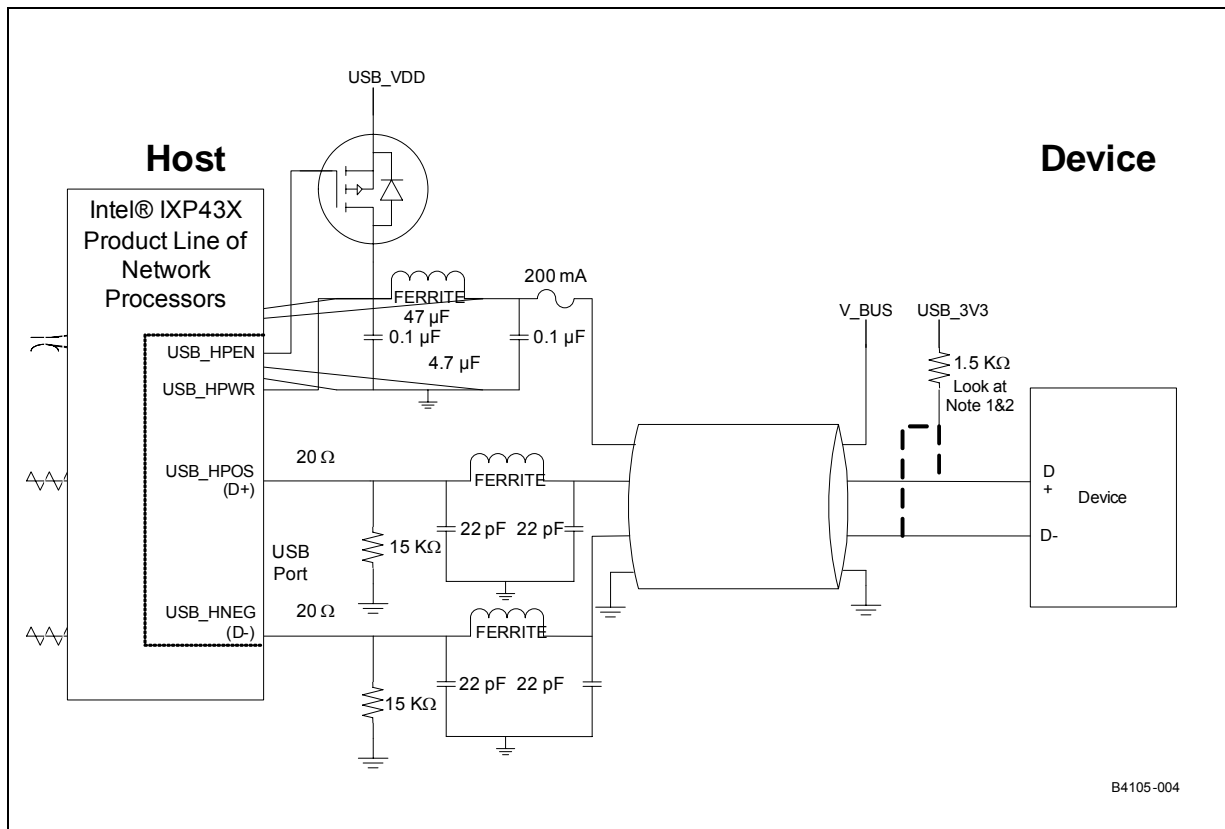 USB_VDD
Host
Device
Intel® IXP43X
Product Line of
Network
Processors
200 mA
FERRITE
47 µF
0.1 µF
0.1 µF
4.7 µF
V_BUS
USB_3V3
1.5 KΩ
Look at
Note 1&2
USB_HPEN
USB_HPWR
USB_HPOS
(D+)
20 Ω
FERRITE
22 pF
22 pF
15 KΩ
D
+
D-
Device
USB
Port
USB_HNEG
(D-)
20 Ω
FERRITE
22 pF
22 pF
15 KΩ
B4105-004